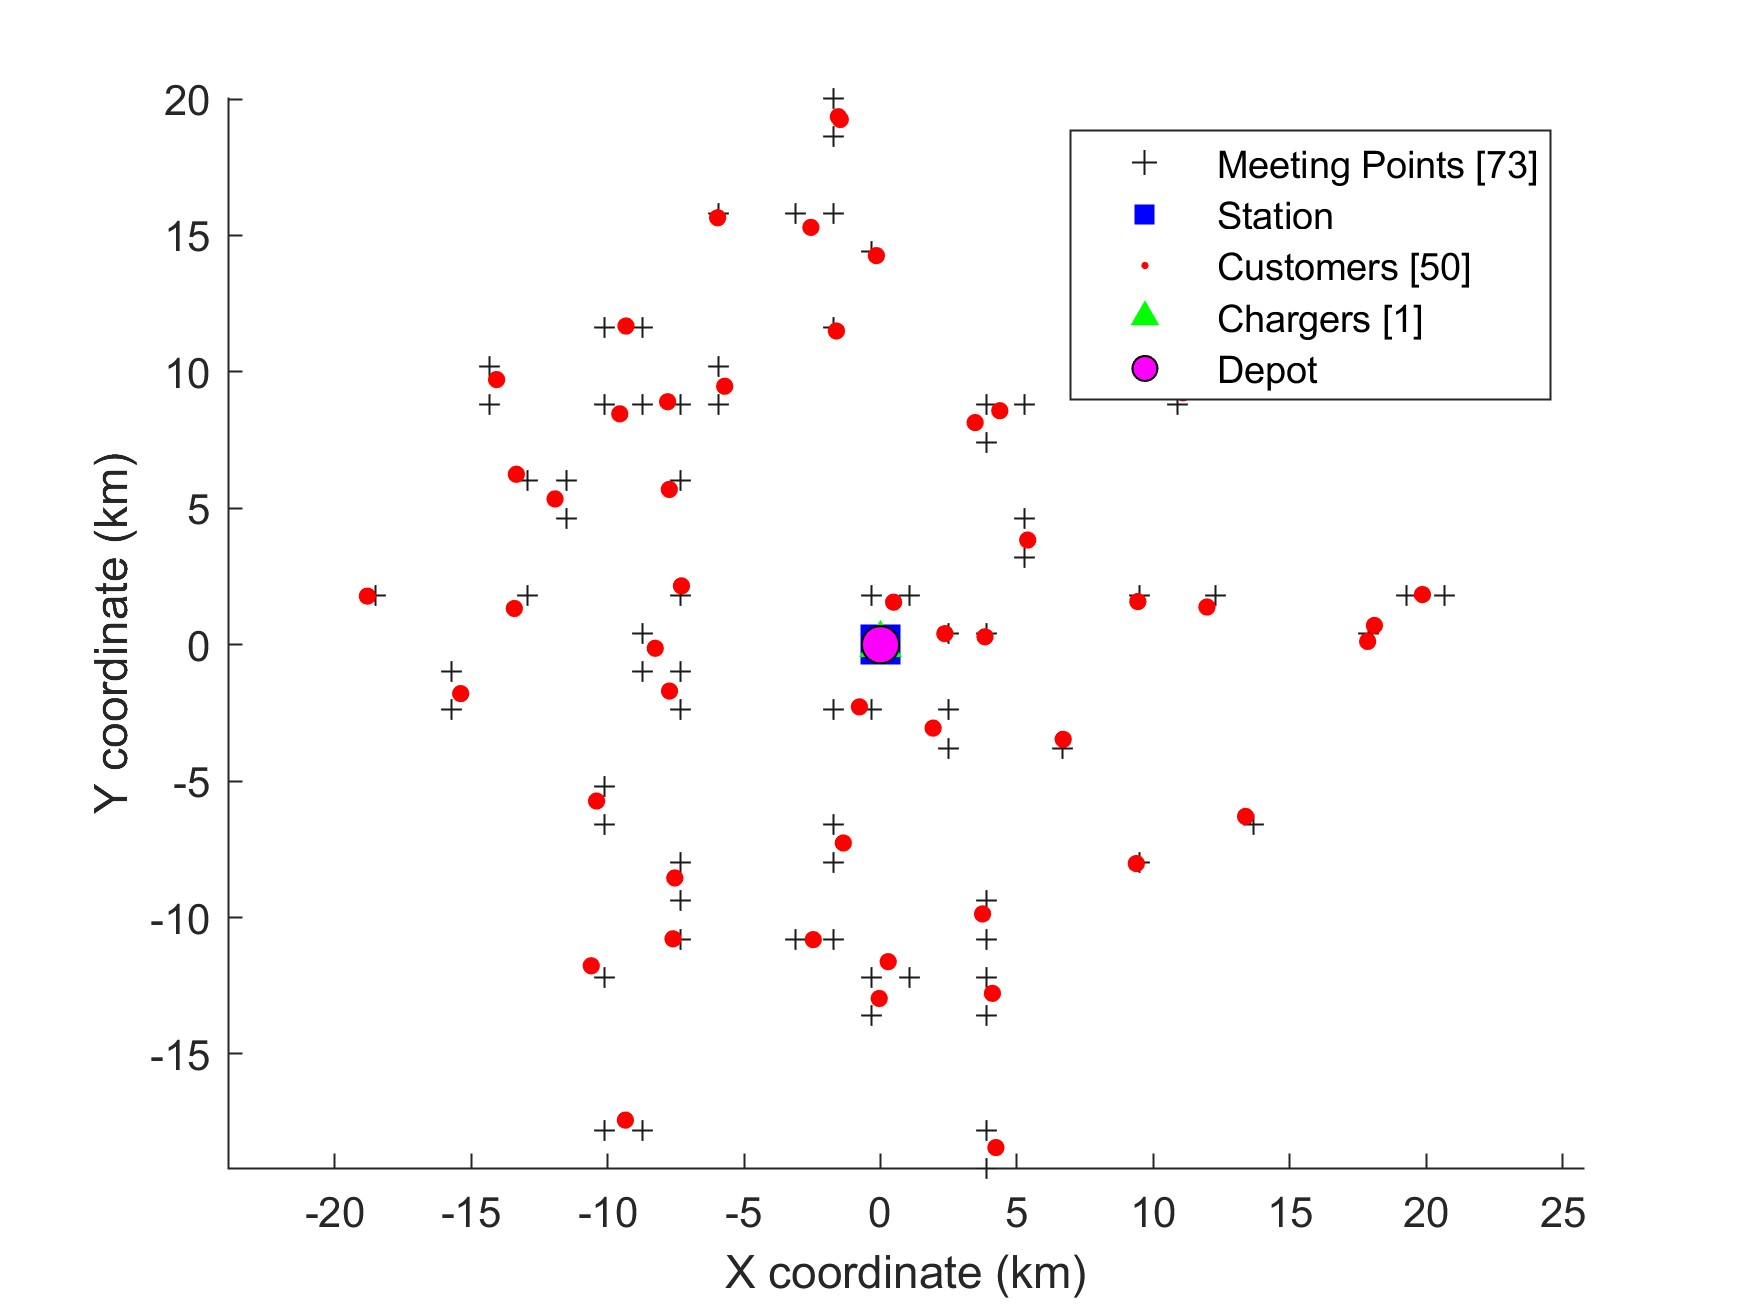 20
15
10
5
0
-5
-10
-15
Y coordinate (km)
Meeting Points [73]
Station
Customers [50]
Chargers [1]
Depot
-20 -15 -10 -5 0 5 10 15 20 25
X coordinate (km)